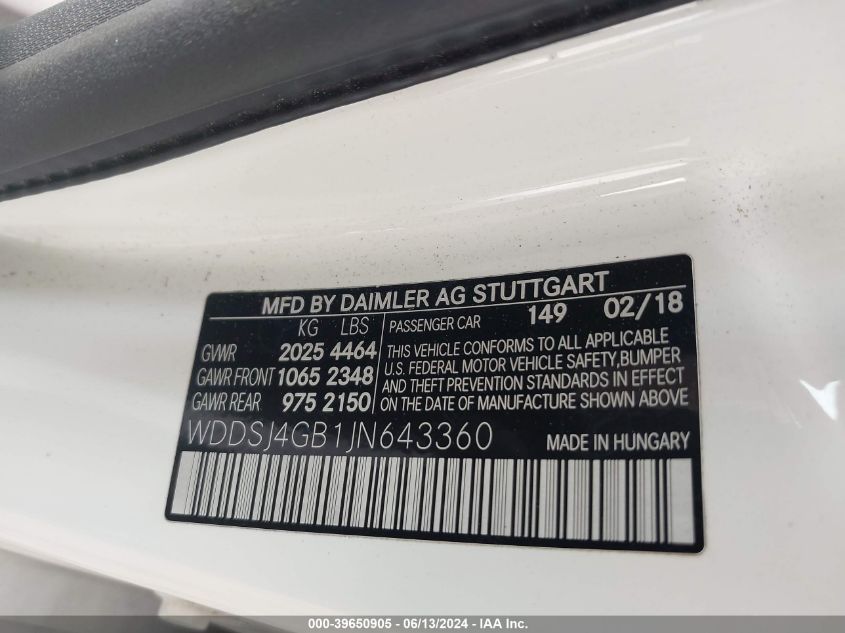 MFD BY DAIMLER AG STUTTGART
KG LBS PASSENGER CAR 149 02/18
GVWR 2025 4464 THIS VEHICLE CONFORMS TO ALL APPLICABLE
U.S. FEDERAL MOTOR VEHICLE SAFETY,BUMPER
GAWR FRONT 1065 2348 AND THEFT PREVENTION STANDARDS IN EFFECT
GAWR REAR 975 2150 ON THE DATE OF MANUFACTURE SHOWN ABOVE
WDDSJ4GB1JN643360 MADE IN HUNGARY
000-39650905 - 06/13/2024 - IAA Inc.